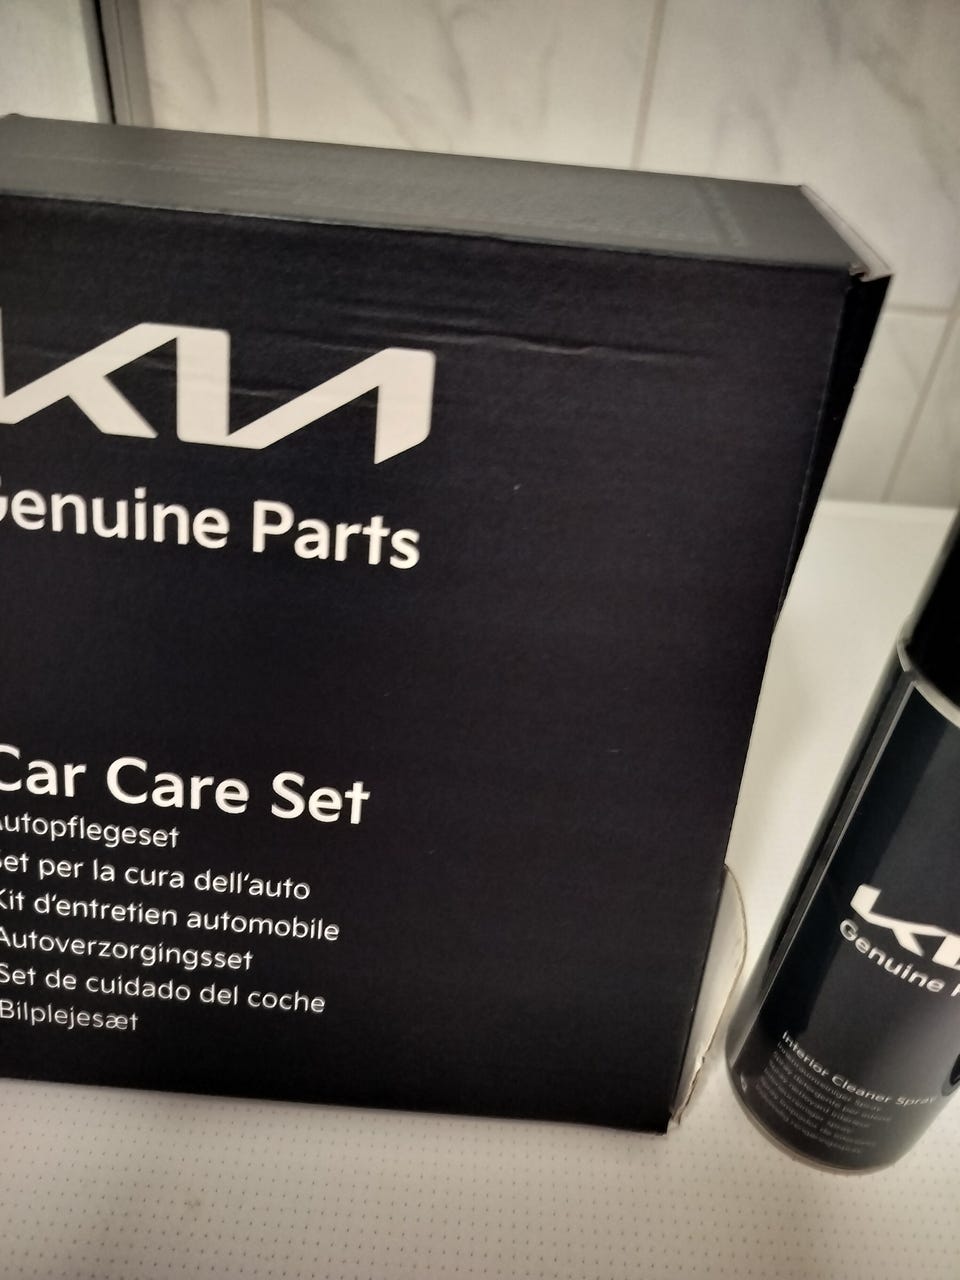 KIA
Genuine Parts
Car Care Set
Autopflegeset
Set per la cura dell'auto
Kit d'entretien automobile
Autoverzorgingsset
Set de cuidado del coche
Bilplejesæt
Genuine
Interior Cleaner Spray